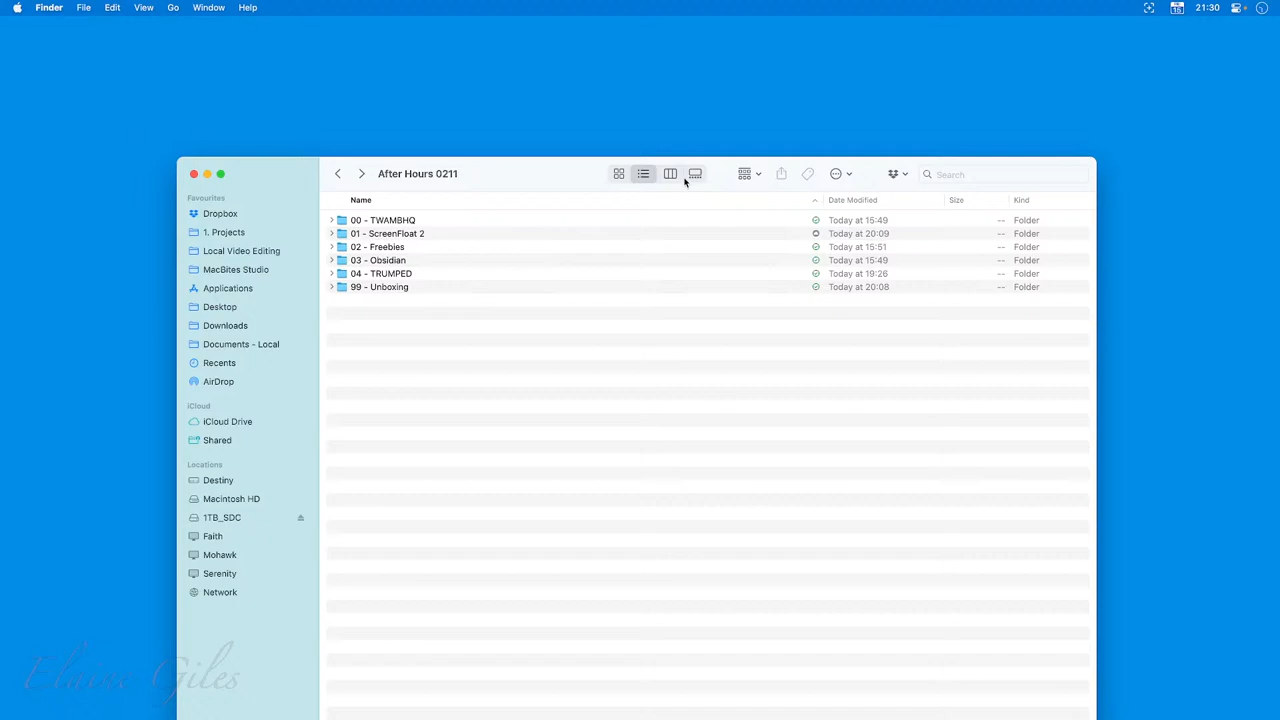 Finder File Edit View Go Window Help 21:30
After Hours 0211 Search
Favourites
Dropbox
1. Projects
Local Video Editing
MacBites Studio
Applications
Desktop
Downloads
Documents - Local
Recents
AirDrop
iCloud
iCloud Drive
Shared
Locations
Destiny
Macintosh HD
1TB_SDC
Faith
Mohawk
Serenity
Network
Name Date Modified Size Kind
00 - TWAMBHQ Today at 15:49 -- Folder
01 - ScreenFloat 2 Today at 20:09 -- Folder
02 - Freebies Today at 15:51 -- Folder
03 - Obsidian Today at 15:49 -- Folder
04 - TRUMPED Today at 19:26 -- Folder
99 - Unboxing Today at 20:08 -- Folder
Elaine Giles